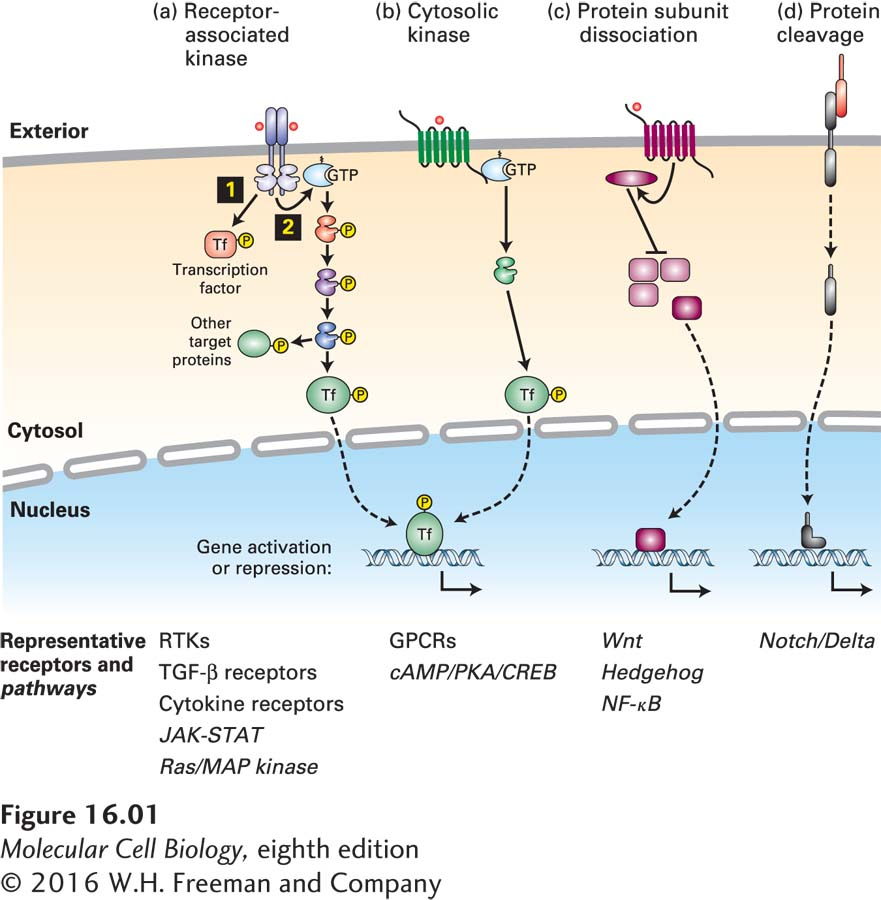 (a) Receptor-
associated
kinase
(b) Cytosolic
kinase
(c) Protein subunit
dissociation
(d) Protein
cleavage
Exterior
GTP
GTP
1
2
Tf
P
P
Transcription
factor
P
Other
target
proteins
P
P
Tf
P
Tf
P
Cytosol
Nucleus
P
Tf
Gene activation
or repression:
Representative
receptors and
pathways
RTKs
TGF-β receptors
Cytokine receptors
JAK-STAT
Ras/MAP kinase
GPCRs
cAMP/PKA/CREB
Wnt
Hedgehog
NF-κB
Notch/Delta
Figure 16.01
Molecular Cell Biology, eighth edition
© 2016 W.H. Freeman and Company